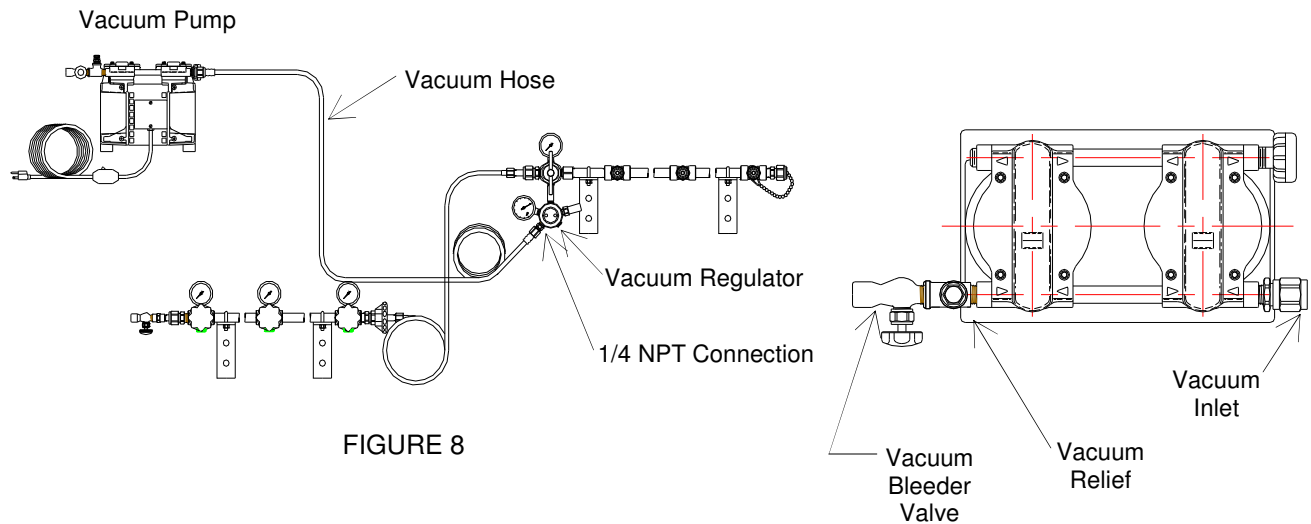 Vacuum Pump
Vacuum Hose
Vacuum Regulator
1/4 NPT Connection
FIGURE 8
Vacuum
Inlet
Vacuum
Relief
Vacuum
Bleeder
Valve